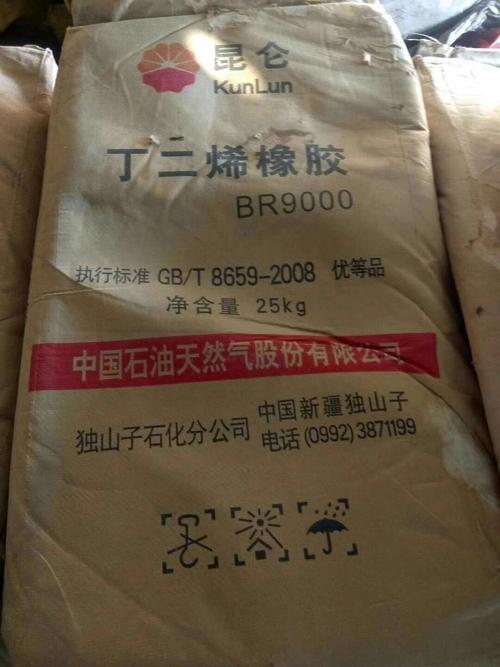 昆仑
KunLun
丁二烯橡胶
BR9000
执行标准 GB/T 8659-2008 优等品
净含量 25kg
中国石油天然气股份有限公司
独山子石化分公司
中国新疆独山子
电话 (0992) 3871199